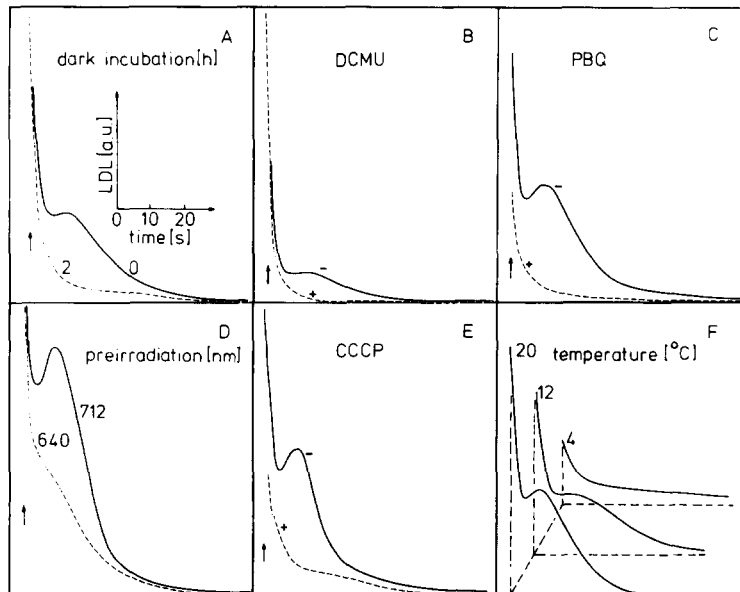 A
dark incubation[h]
LDL[a.u]
0 10 20
time[s]
2 0
B
DCMU
-
+
C
PBQ
-
+
D
preirradiation[nm]
712
640
E
CCCP
-
+
F
temperature [°C]
20
12
4